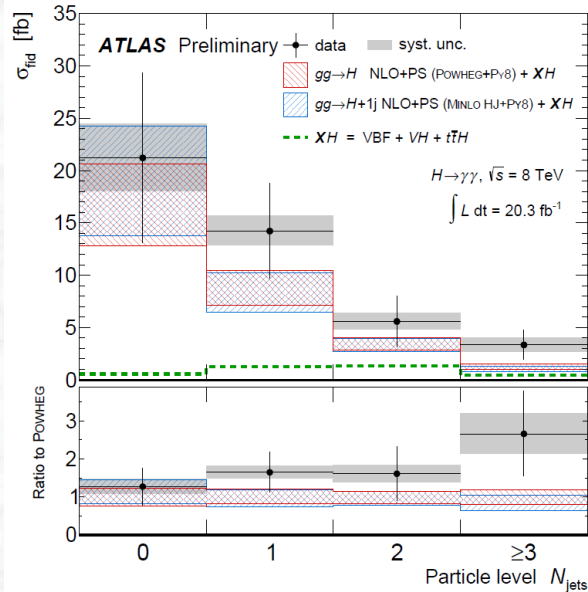 ATLAS Preliminary
data
syst. unc.
gg→H NLO+PS (POWHEG+PY8) + XH
gg→H+1j NLO+PS (MINLO HJ+PY8) + XH
XH = VBF + VH + tt̄H
H→γγ, √s = 8 TeV
∫ L dt = 20.3 fb⁻¹
σ_fid [fb]
35
30
25
20
15
10
5
0
Ratio to POWHEG
3
2
1
0
0 1 2 ≥3
Particle level N_jets